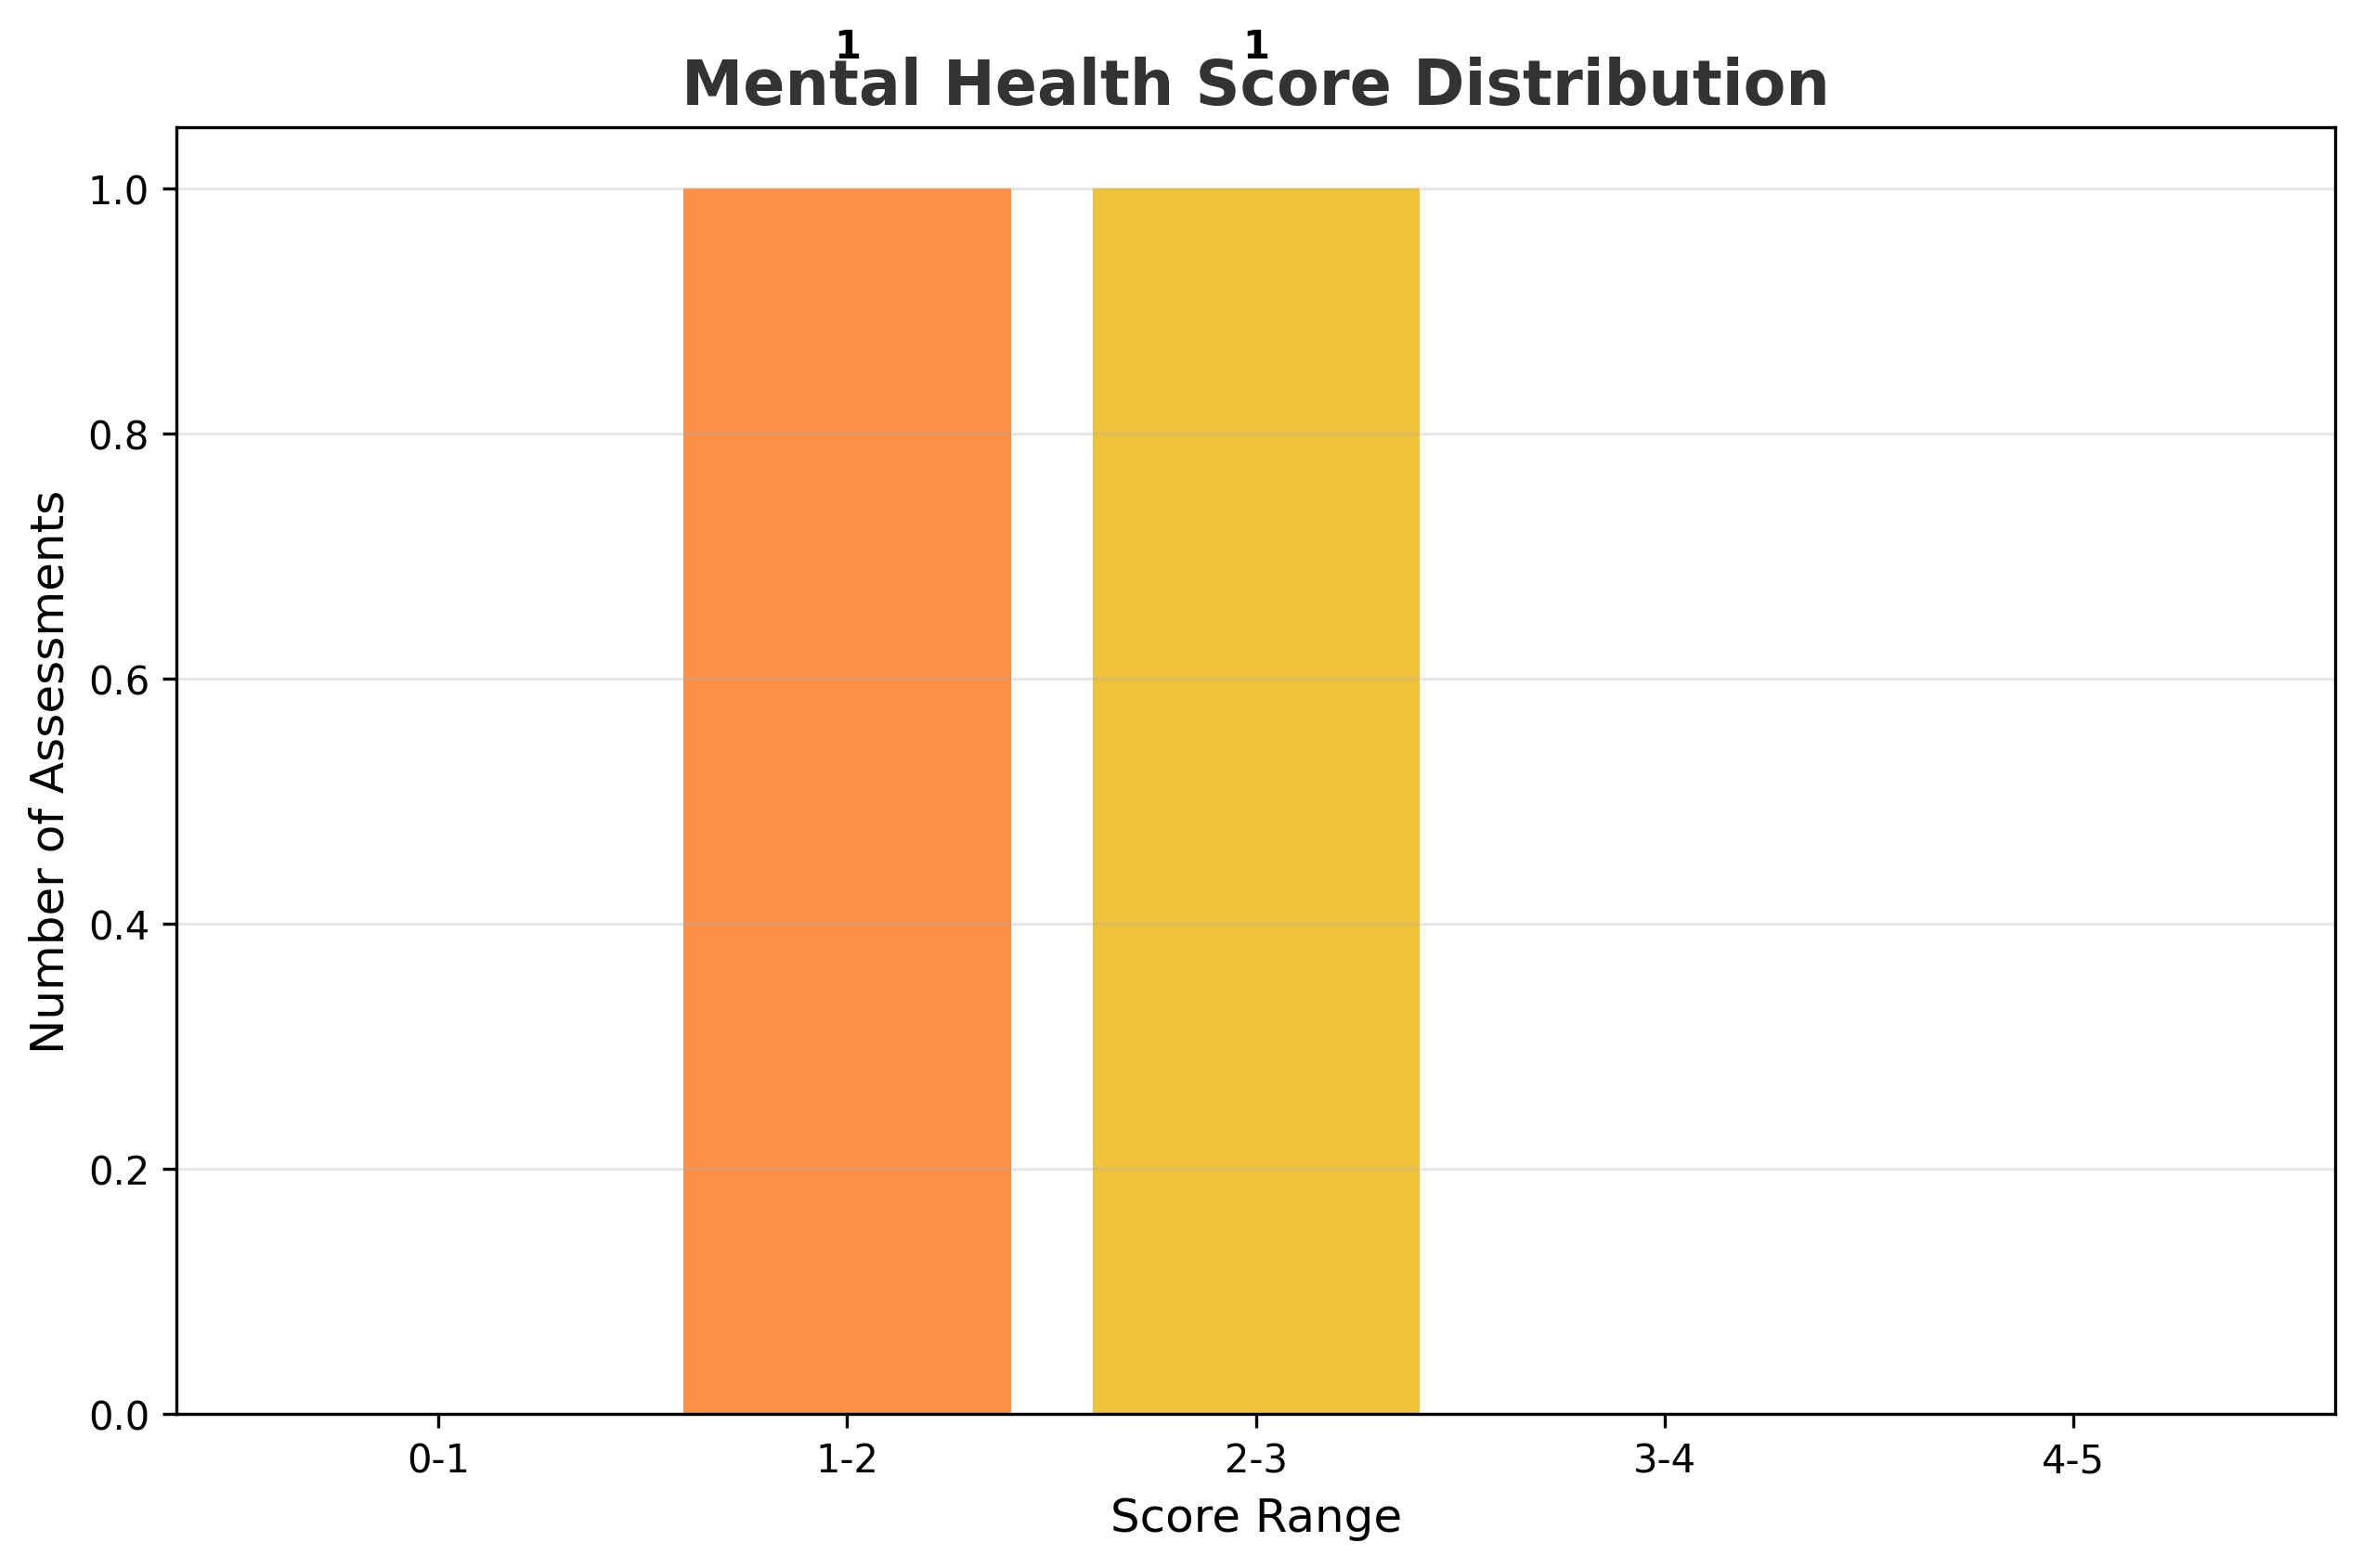 1 1
Mental Health Score Distribution
1.0
0.8
0.6
0.4
0.2
0.0
Number of Assessments
0-1 1-2 2-3 3-4 4-5
Score Range